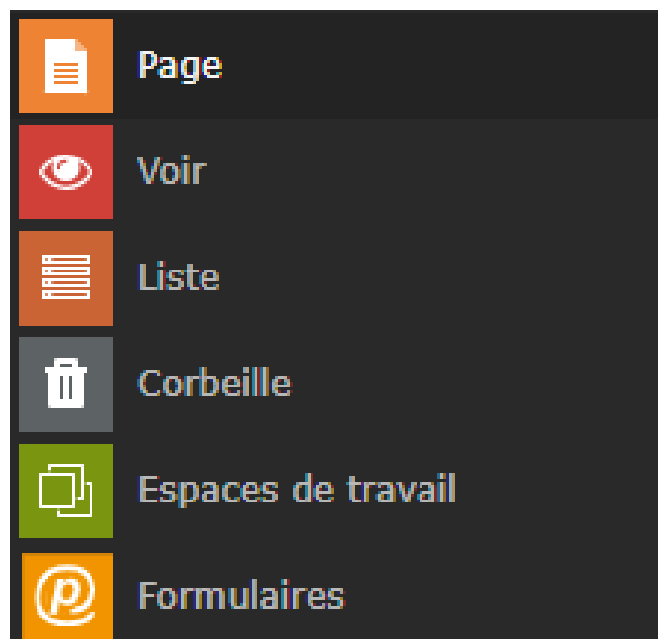 Page
Voir
Liste
Corbeille
Espaces de travail
Formulaires